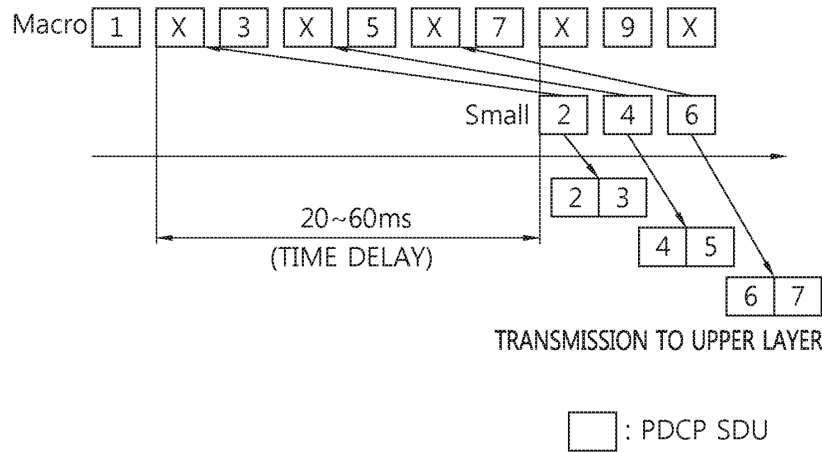 Macro 1 X 3 X 5 X 7 X 9 X
Small 2 4 6
2 3
20~60ms
(TIME DELAY)
4 5
6 7
TRANSMISSION TO UPPER LAYER
: PDCP SDU